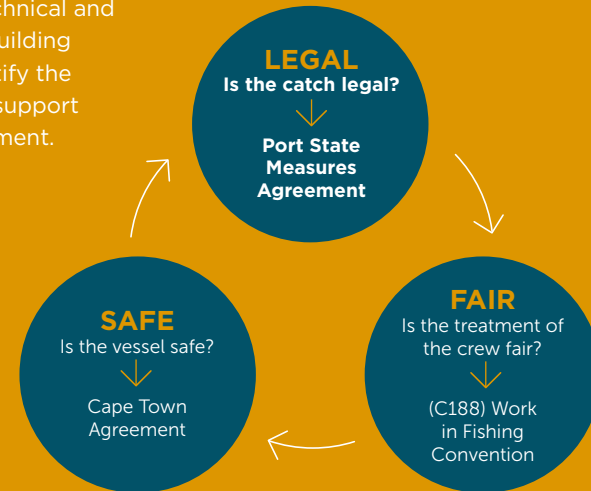 chnical and
uilding
tify the
support
ment.
LEGAL
Is the catch legal?
Port State
Measures
Agreement
FAIR
Is the treatment of
the crew fair?
(C188) Work
in Fishing
Convention
SAFE
Is the vessel safe?
Cape Town
Agreement